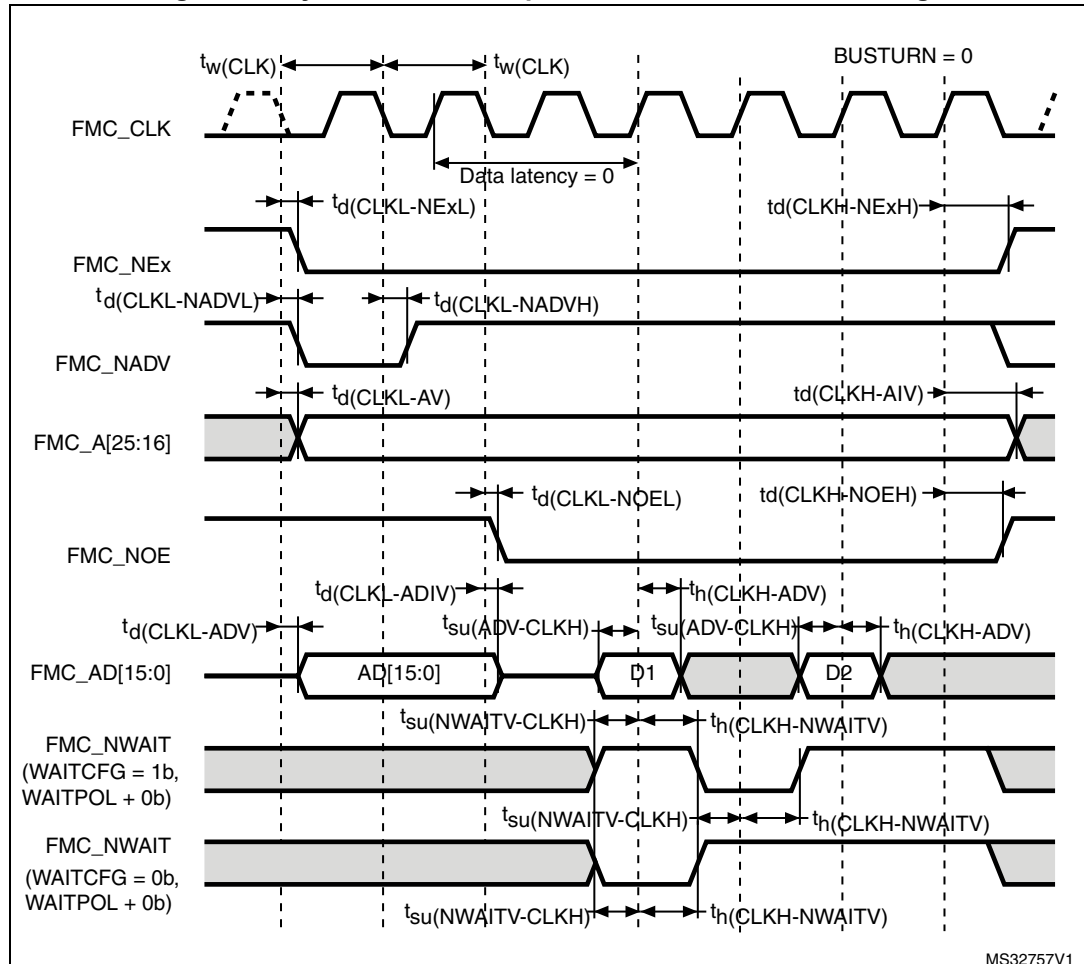 tw(CLK) tw(CLK) BUSTURN = 0
FMC_CLK
Data latency = 0
td(CLKL-NExL) td(CLKH-NExH)
FMC_NEx
td(CLKL-NADVL) td(CLKL-NADVH)
FMC_NADV
td(CLKL-AV) td(CLKH-AIV)
FMC_A[25:16]
td(CLKL-NOEL) td(CLKH-NOEH)
FMC_NOE
td(CLKL-ADIV) th(CLKH-ADV)
td(CLKL-ADV) tsu(ADV-CLKH) tsu(ADV-CLKH) th(CLKH-ADV)
FMC_AD[15:0] AD[15:0] D1 D2
tsu(NWAITV-CLKH) th(CLKH-NWAITV)
FMC_NWAIT
(WAITCFG = 1b,
WAITPOL + 0b)
tsu(NWAITV-CLKH) th(CLKH-NWAITV)
FMC_NWAIT
(WAITCFG = 0b,
WAITPOL + 0b)
tsu(NWAITV-CLKH) th(CLKH-NWAITV)
MS32757V1